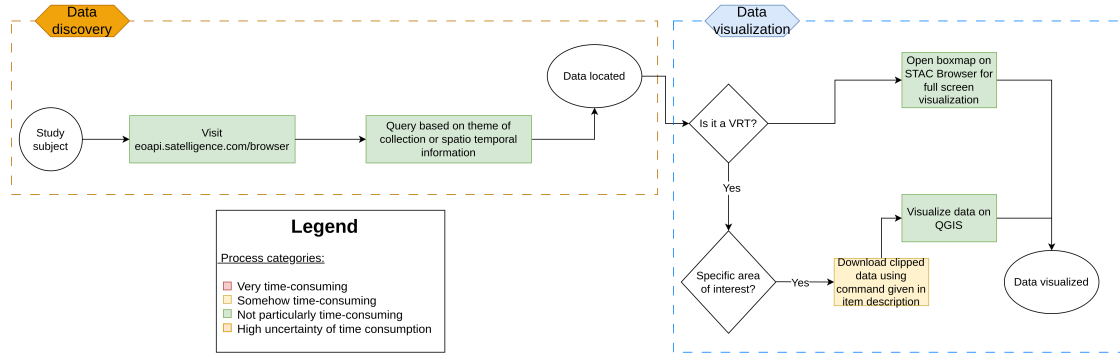 Data
discovery
Data
visualization
Study
subject
Visit
eoapi.satelligence.com/browser
Query based on theme of
collection or spatio temporal
information
Data located
Is it a VRT?
Open boxmap on
STAC Browser for
full screen
visualization
Yes
Specific area
of interest?
Yes
Download clipped
data using
command given in
item description
Visualize data on
QGIS
Data visualized
Legend
Process categories:
Very time-consuming
Somehow time-consuming
Not particularly time-consuming
High uncertainty of time consumption